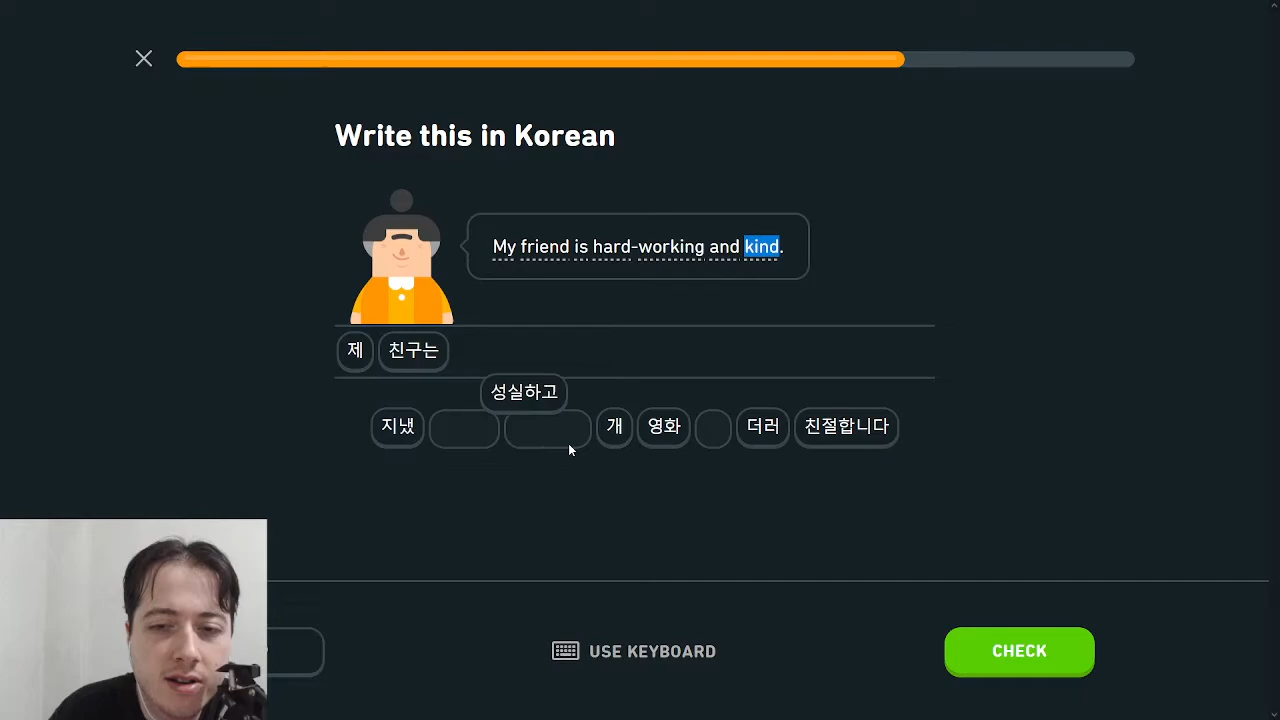 Write this in Korean
My friend is hard-working and kind.
제 친구는
성실하고
지냈 개 영화 더러 친절합니다
USE KEYBOARD
CHECK